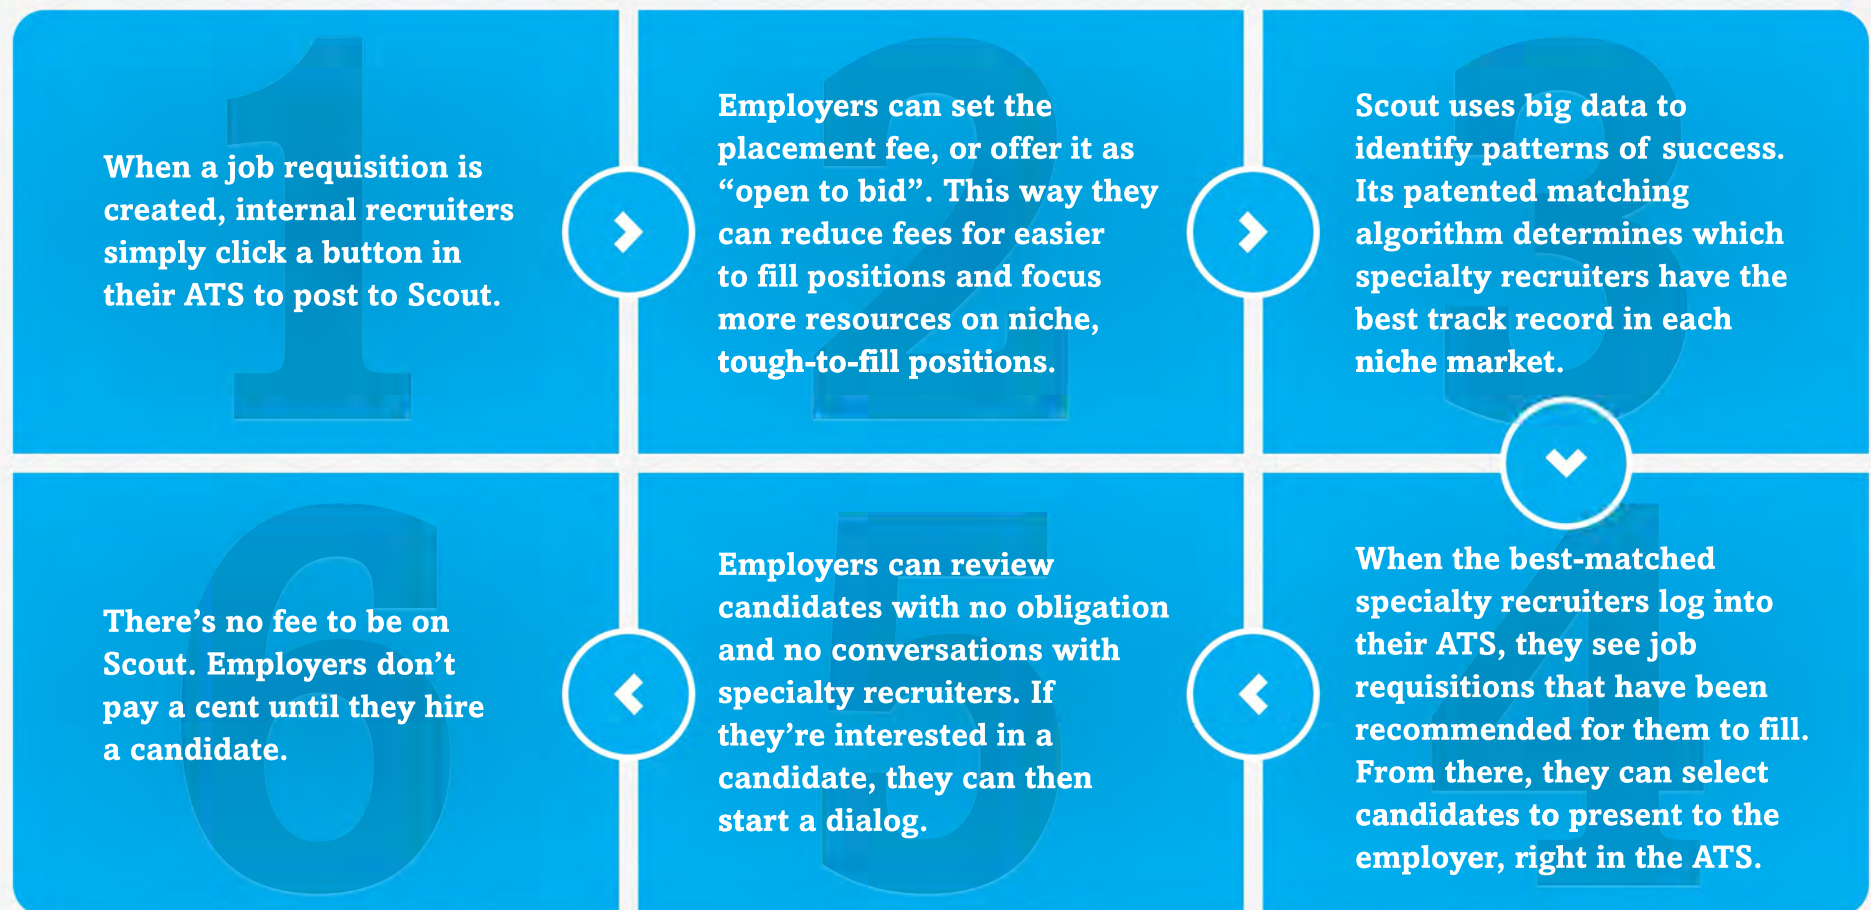 1
When a job requisition is
created, internal recruiters
simply click a button in
their ATS to post to Scout.
2
Employers can set the
placement fee, or offer it as
“open to bid”. This way they
can reduce fees for easier
to fill positions and focus
more resources on niche,
tough-to-fill positions.
3
Scout uses big data to
identify patterns of success.
Its patented matching
algorithm determines which
specialty recruiters have the
best track record in each
niche market.
4
When the best-matched
specialty recruiters log into
their ATS, they see job
requisitions that have been
recommended for them to fill.
From there, they can select
candidates to present to the
employer, right in the ATS.
5
Employers can review
candidates with no obligation
and no conversations with
specialty recruiters. If
they’re interested in a
candidate, they can then
start a dialog.
6
There’s no fee to be on
Scout. Employers don’t
pay a cent until they hire
a candidate.